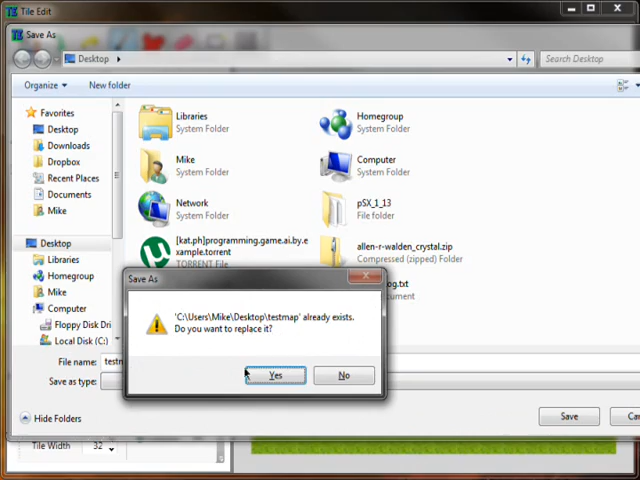 Tile Edit
Save As
Desktop
Search Desktop
Organize
New folder
Favorites
Desktop
Downloads
Dropbox
Recent Places
Documents
Mike
Desktop
Libraries
Homegroup
Mike
Computer
Floppy Disk Dri
Local Disk (C:)
Libraries
System Folder
Homegroup
System Folder
Mike
System Folder
Computer
System Folder
Network
System Folder
pSX_1_13
File folder
[kat.ph]programming.game.ai.by.e
xample.torrent
TORRENT File
allen-r-walden_crystal.zip
Compressed (zipped) Folder
Save As
'C:\Users\Mike\Desktop\testmap' already exists.
Do you want to replace it?
Yes
No
File name:
Save as type:
Hide Folders
Save
Tile Width
32